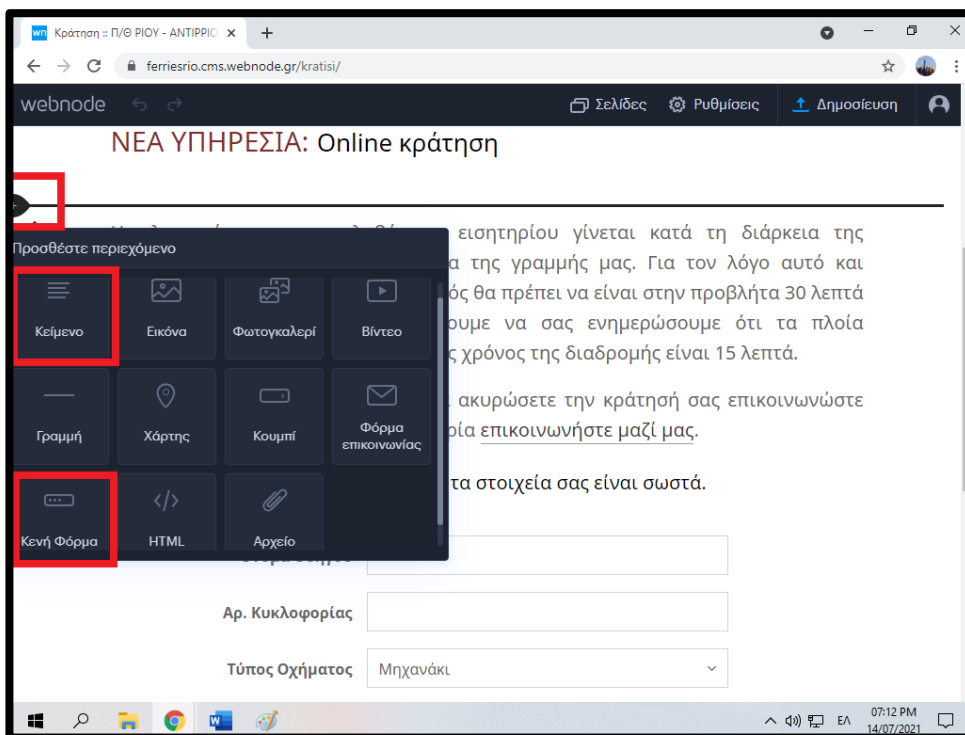 wn Κράτηση :: Π/Θ ΡΙΟΥ - ΑΝΤΙΡΡΙΟ
ferriesrio.cms.webnode.gr/kratisi/
webnode Σελίδες Ρυθμίσεις Δημοσίευση
ΝΕΑ ΥΠΗΡΕΣΙΑ: Online κράτηση
Προσθέστε περιεχόμενο
Κείμενο Εικόνα Φωτογκαλερί Βίντεο
Γραμμή Χάρτης Κουμπί Φόρμα επικοινωνίας
Κενή Φόρμα HTML Αρχείο
εισητηρίου γίνεται κατά τη διάρκεια της
α της γραμμής μας. Για τον λόγο αυτό και
ός θα πρέπει να είναι στην προβλήτα 30 λεπτά
ουμε να σας ενημερώσουμε ότι τα πλοία
ς χρόνος της διαδρομής είναι 15 λεπτά.
ακυρώσετε την κράτησή σας επικοινωνώστε
ρία επικοινωνήστε μαζί μας.
τα στοιχεία σας είναι σωστά.
Αρ. Κυκλοφορίας
Τύπος Οχήματος Μηχανάκι
ΕΛ 07:12 PM
14/07/2021